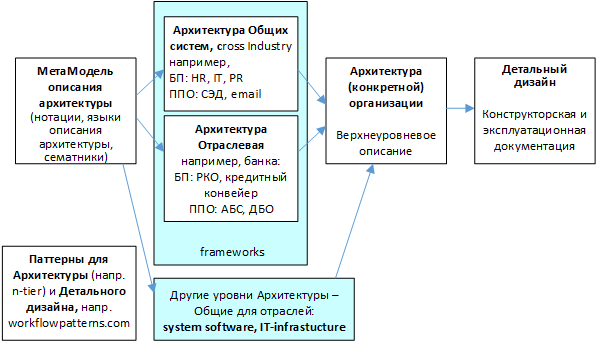 МетаМодель
описания
архитектуры
(нотации, языки
описания
архитектуры,
сематники)
Архитектура Общих
систем, cross Industry
например,
БП: HR, IT, PR
ППО: СЭД, email
Архитектура
Отраслевая
например, банка:
БП: РКО, кредитный
конвейер
ППО: АБС, ДБО
frameworks
Архитектура
(конкретной)
организации
Верхнеуровневое
описание
Детальный
дизайн
Конструкторская и
эксплуатационная
документация
Паттерны для
Архитектуры (напр.
n-tier) и Детального
дизайна, напр.
workflowpatterns.com
Другие уровни Архитектуры –
Общие для отраслей:
system software, IT-infrastucture